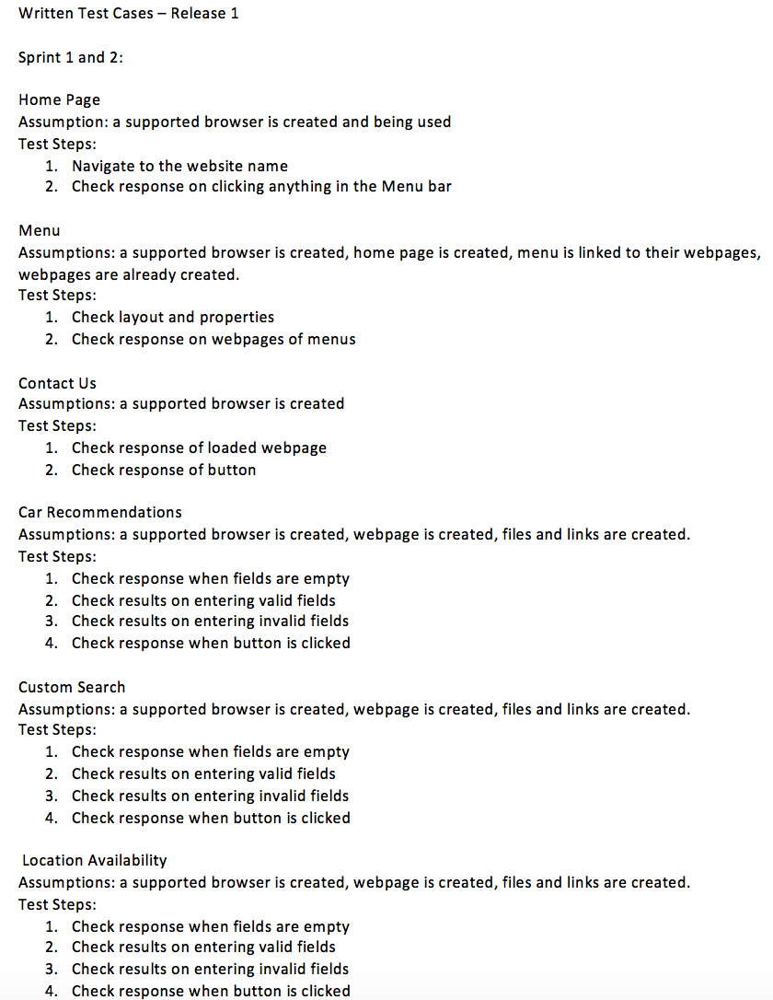 Written Test Cases – Release 1
Sprint 1 and 2:
Home Page
Assumption: a supported browser is created and being used
Test Steps:
1. Navigate to the website name
2. Check response on clicking anything in the Menu bar
Menu
Assumptions: a supported browser is created, home page is created, menu is linked to their webpages,
webpages are already created.
Test Steps:
1. Check layout and properties
2. Check response on webpages of menus
Contact Us
Assumptions: a supported browser is created
Test Steps:
1. Check response of loaded webpage
2. Check response of button
Car Recommendations
Assumptions: a supported browser is created, webpage is created, files and links are created.
Test Steps:
1. Check response when fields are empty
2. Check results on entering valid fields
3. Check results on entering invalid fields
4. Check response when button is clicked
Custom Search
Assumptions: a supported browser is created, webpage is created, files and links are created.
Test Steps:
1. Check response when fields are empty
2. Check results on entering valid fields
3. Check results on entering invalid fields
4. Check response when button is clicked
Location Availability
Assumptions: a supported browser is created, webpage is created, files and links are created.
Test Steps:
1. Check response when fields are empty
2. Check results on entering valid fields
3. Check results on entering invalid fields
4. Check response when button is clicked